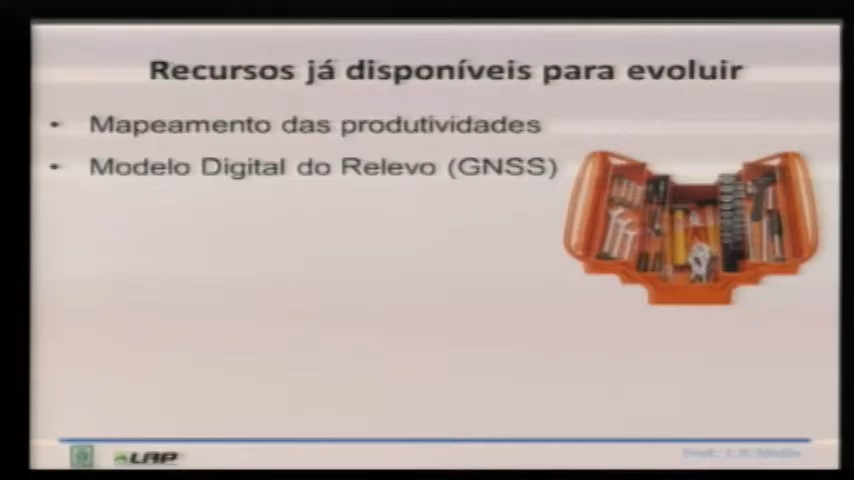 Recursos já disponíveis para evoluir
• Mapeamento das produtividades
• Modelo Digital do Relevo (GNSS)
LAP